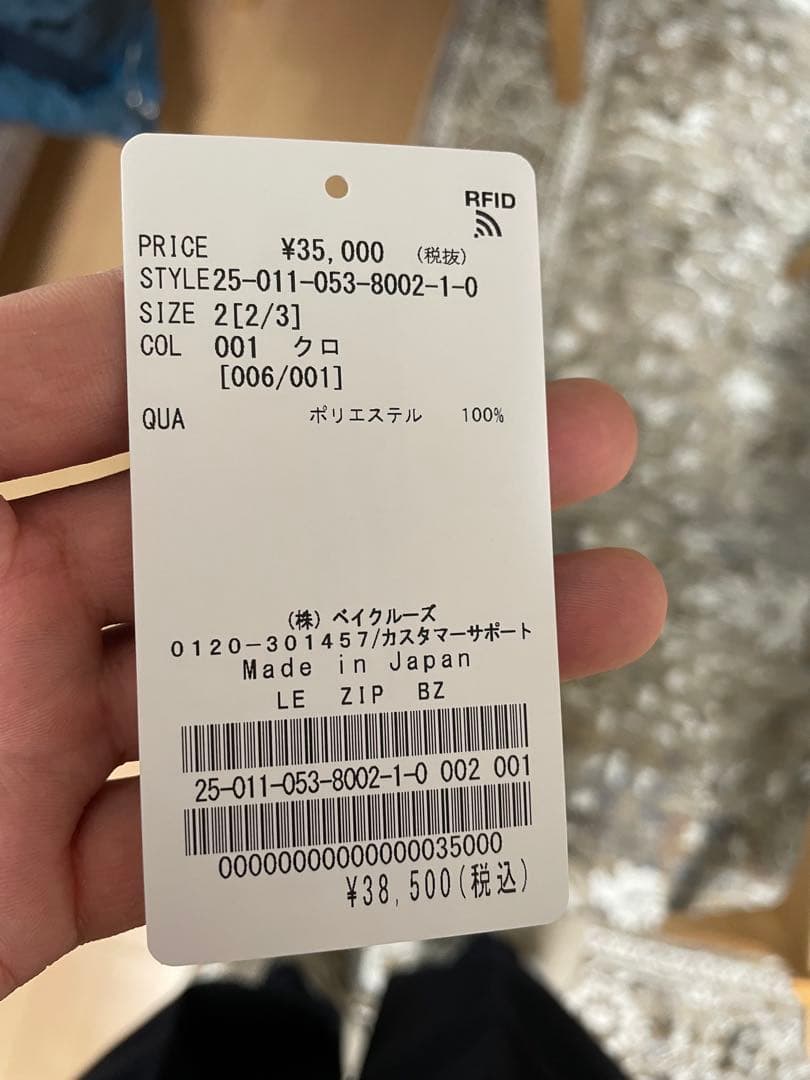 RFID
PRICE ¥35,000 (税抜)
STYLE25-011-053-8002-1-0
SIZE 2[2/3]
COL 001 クロ
[006/001]
QUA ポリエステル 100%
(株) ベイクルーズ
0120-301457/カスタマーサポート
Made in Japan
LE ZIP BZ
25-011-053-8002-1-0 002 001
00000000000000035000
¥38,500(税込)